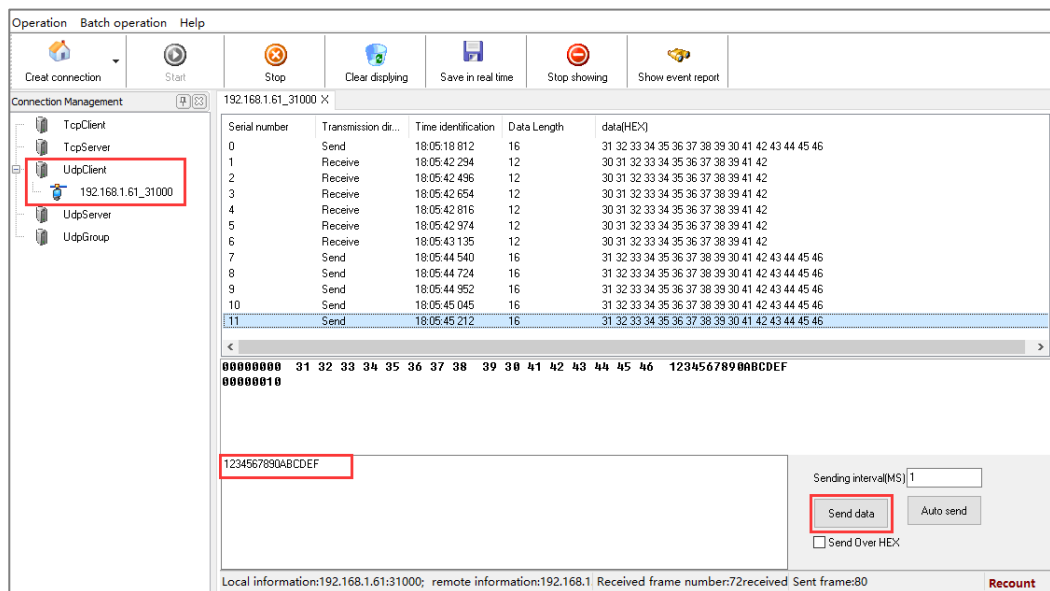 Operation Batch operation Help
Creat connection Start Stop Clear displying Save in real time Stop showing Show event report
Connection Management
TcpClient
TcpServer
UdpClient
192.168.1.61_31000
UdpServer
UdpGroup
192.168.1.61_31000 X
Serial number Transmission dir... Time identification Data Length data(HEX)
0 Send 18:05:18 812 16 31 32 33 34 35 36 37 38 39 30 41 42 43 44 45 46
1 Receive 18:05:42 294 12 30 31 32 33 34 35 36 37 38 39 41 42
2 Receive 18:05:42 496 12 30 31 32 33 34 35 36 37 38 39 41 42
3 Receive 18:05:42 654 12 30 31 32 33 34 35 36 37 38 39 41 42
4 Receive 18:05:42 816 12 30 31 32 33 34 35 36 37 38 39 41 42
5 Receive 18:05:42 974 12 30 31 32 33 34 35 36 37 38 39 41 42
6 Receive 18:05:43 135 12 30 31 32 33 34 35 36 37 38 39 41 42
7 Send 18:05:44 540 16 31 32 33 34 35 36 37 38 39 30 41 42 43 44 45 46
8 Send 18:05:44 724 16 31 32 33 34 35 36 37 38 39 30 41 42 43 44 45 46
9 Send 18:05:44 952 16 31 32 33 34 35 36 37 38 39 30 41 42 43 44 45 46
10 Send 18:05:45 045 16 31 32 33 34 35 36 37 38 39 30 41 42 43 44 45 46
11 Send 18:05:45 212 16 31 32 33 34 35 36 37 38 39 30 41 42 43 44 45 46
00000000 31 32 33 34 35 36 37 38 39 30 41 42 43 44 45 46 1234567890ABCDEF
00000010
1234567890ABCDEF
Sending interval(MS) 1
Send data Auto send
Send Over HEX
Local information:192.168.1.61:31000; remote information:192.168.1 Received frame number:72received Sent frame:80 Recount